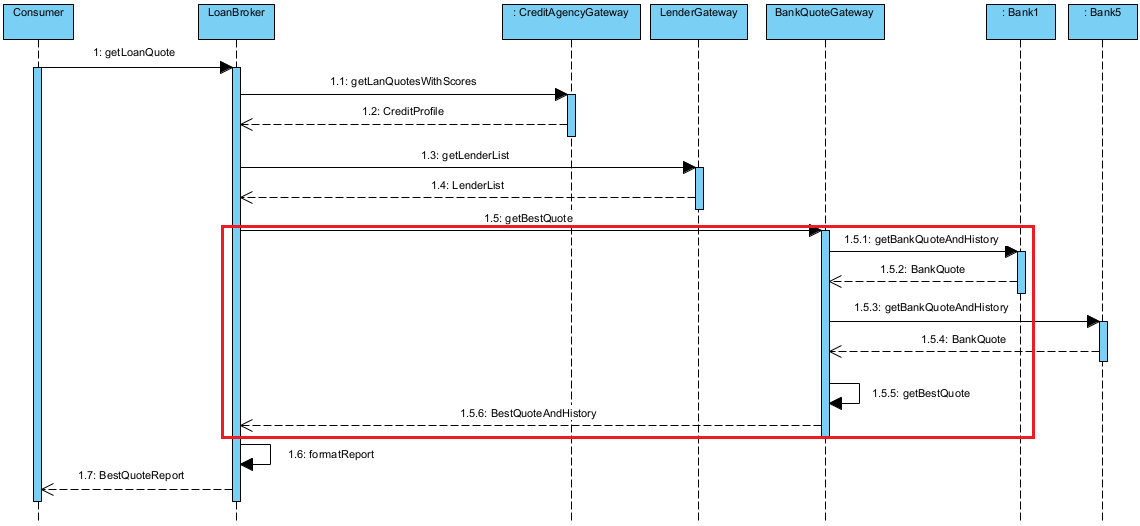 Consumer
LoanBroker
: CreditAgencyGateway
LenderGateway
BankQuoteGateway
: Bank1
: Bank5
1: getLoanQuote
1.1: getLanQuotesWithScores
1.2: CreditProfile
1.3: getLenderList
1.4: LenderList
1.5: getBestQuote
1.5.1: getBankQuoteAndHistory
1.5.2: BankQuote
1.5.3: getBankQuoteAndHistory
1.5.4: BankQuote
1.5.5: getBestQuote
1.5.6: BestQuoteAndHistory
1.6: formatReport
1.7: BestQuoteReport